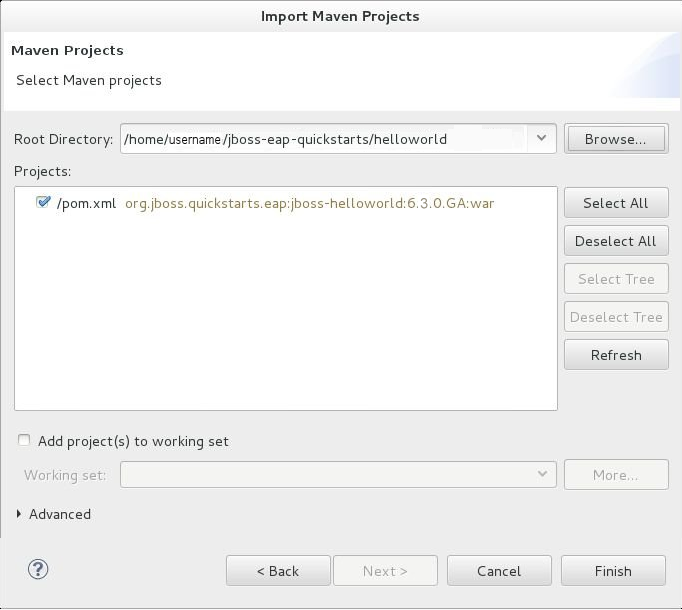 Import Maven Projects
Maven Projects
Select Maven projects
Root Directory: /home/username/jboss-eap-quickstarts/helloworld Browse...
Projects:
/pom.xml org.jboss.quickstarts.eap:jboss-helloworld:6.3.0.GA:war
Select All
Deselect All
Select Tree
Deselect Tree
Refresh
Add project(s) to working set
Working set: More...
Advanced
? < Back Next > Cancel Finish